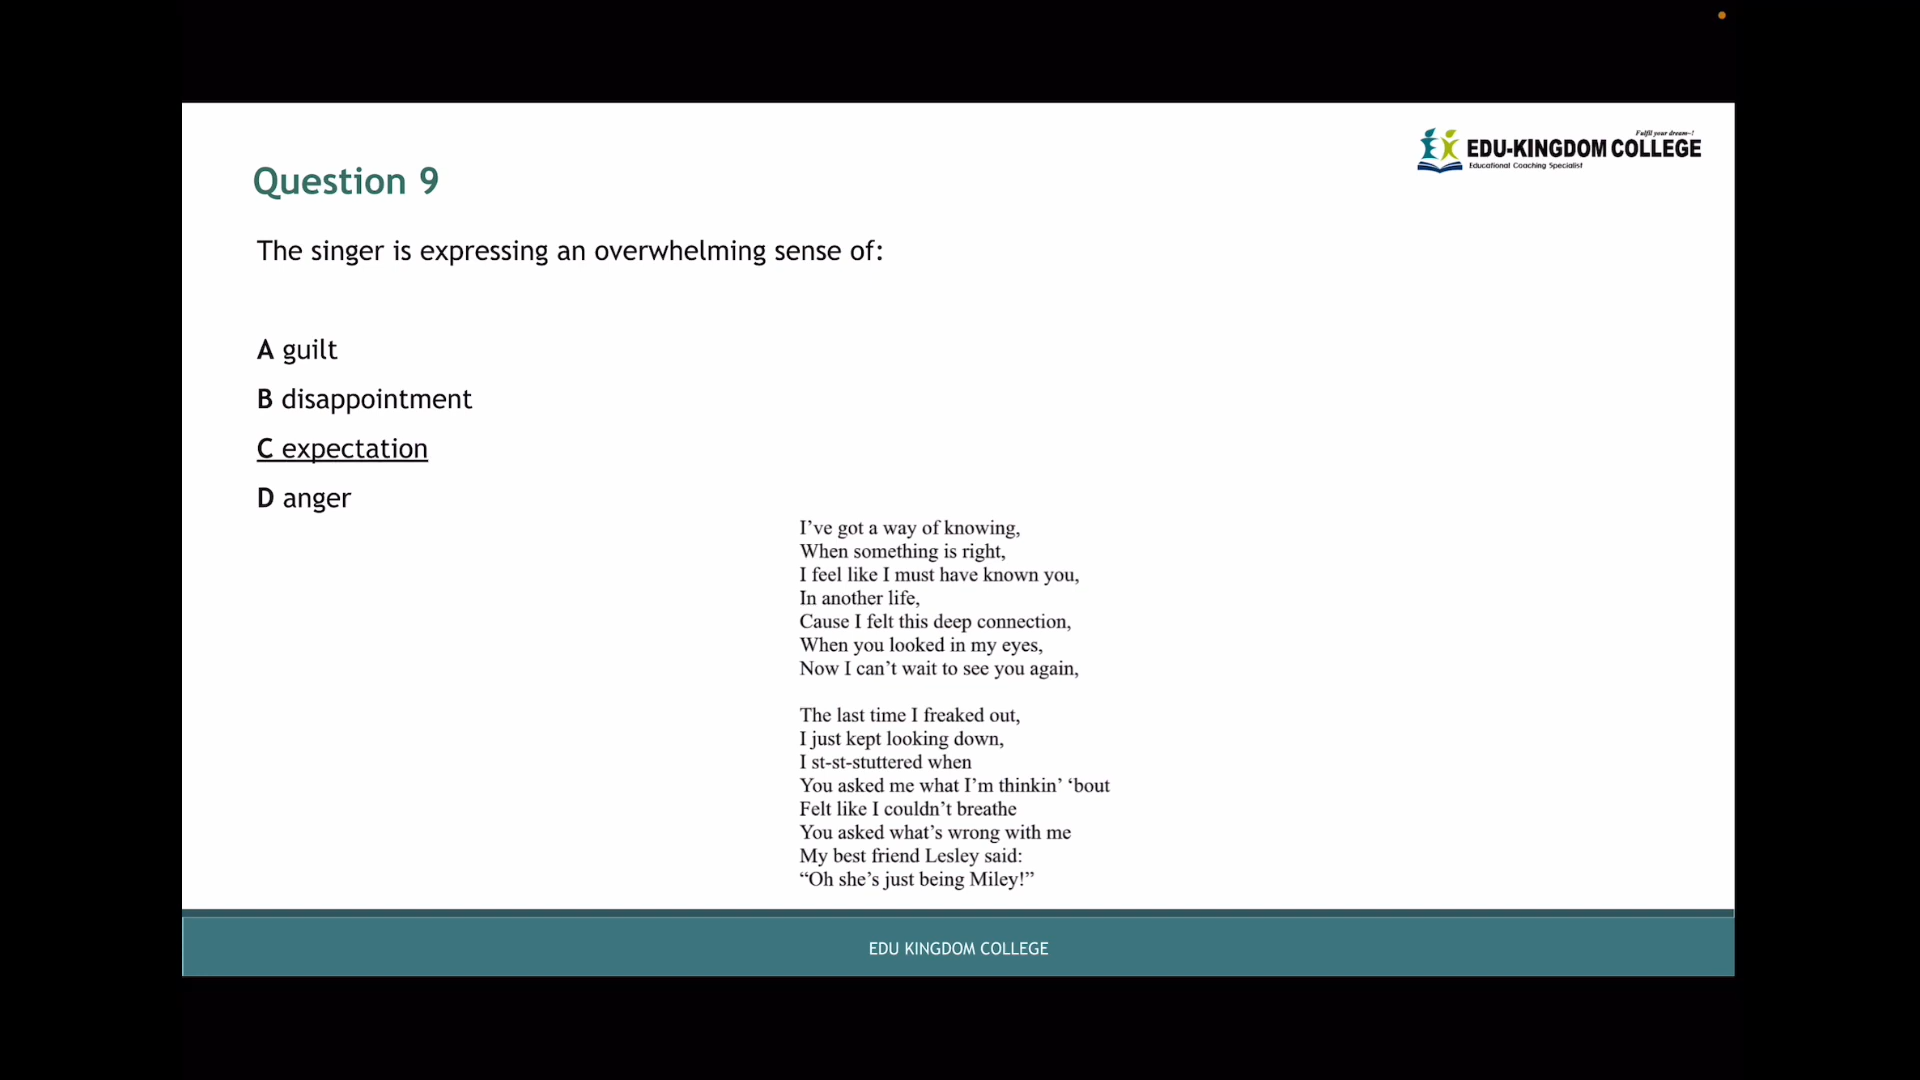 Fulfil your dream~!
EDU-KINGDOM COLLEGE
Educational Coaching Specialist
Question 9
The singer is expressing an overwhelming sense of:
A guilt
B disappointment
C expectation
D anger
I’ve got a way of knowing,
When something is right,
I feel like I must have known you,
In another life,
Cause I felt this deep connection,
When you looked in my eyes,
Now I can’t wait to see you again,
The last time I freaked out,
I just kept looking down,
I st-st-stuttered when
You asked me what I’m thinkin’ ‘bout
Felt like I couldn’t breathe
You asked what’s wrong with me
My best friend Lesley said:
“Oh she’s just being Miley!”
EDU KINGDOM COLLEGE